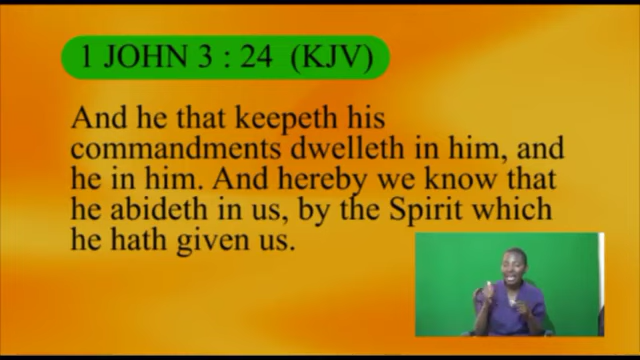 1 JOHN 3 : 24 (KJV)
And he that keepeth his
commandments dwelleth in him, and
he in him. And hereby we know that
he abideth in us, by the Spirit which
he hath given us.